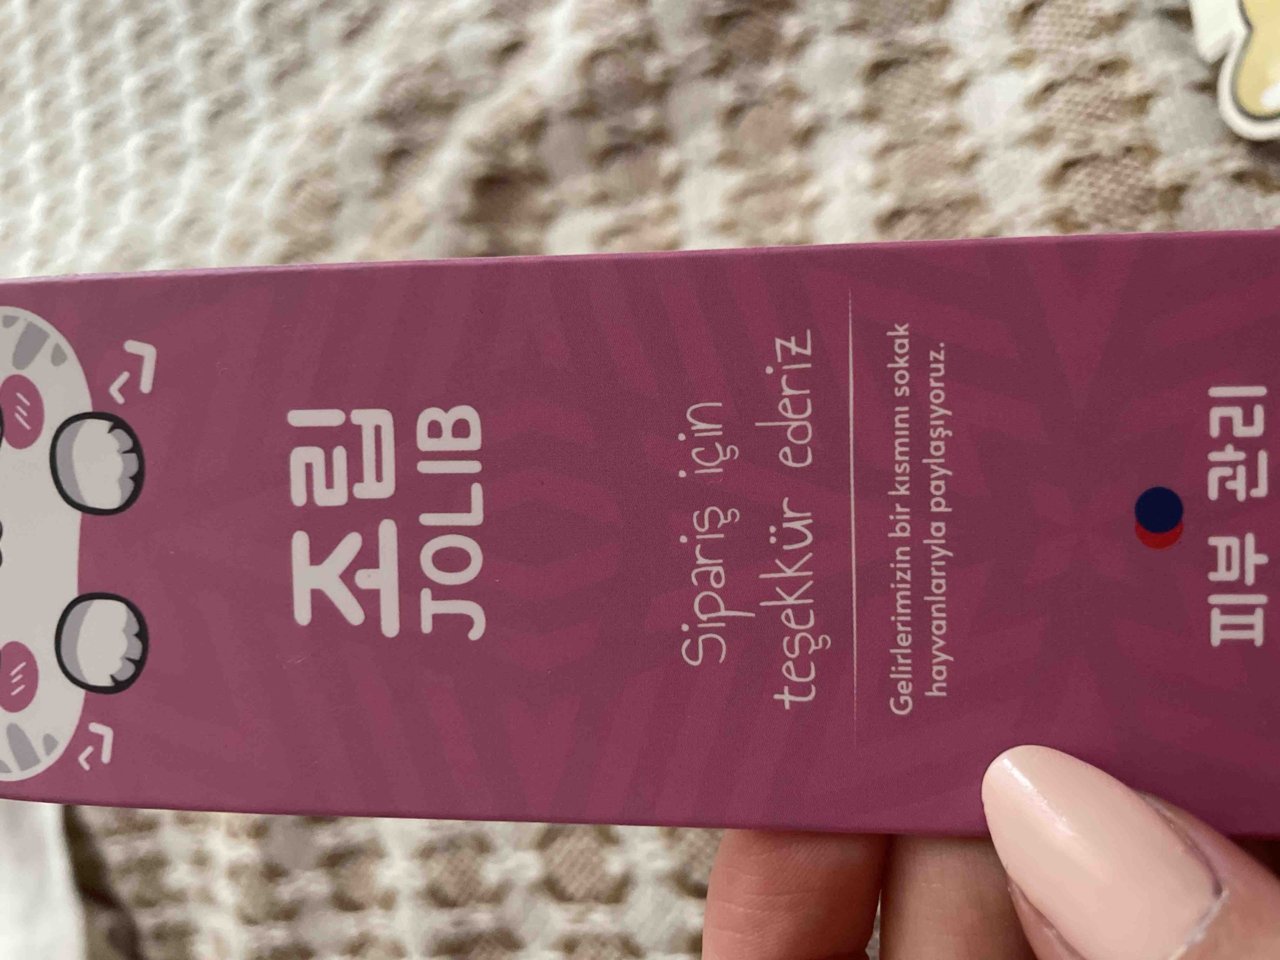 조립
JOLIB
Sipariş için
teşekkür ederiz
Gelirlerimizin bir kısmını sokak
hayvanlarıyla paylaşıyoruz.
피부 관리